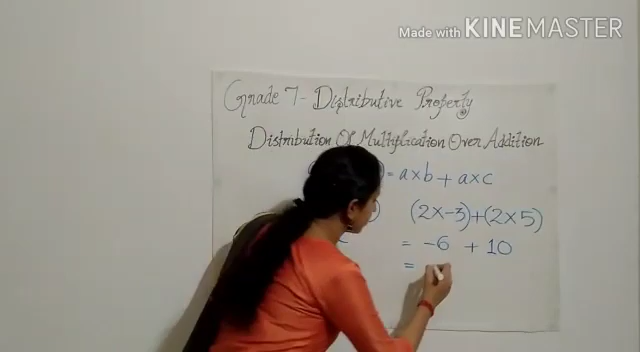 Made with KINEMASTER
Grade 7 - Distributive Property
Distribution Of Multiplication Over Addition
= a×b + a×c
) (2×-3)+(2×5)
= -6 + 10
=